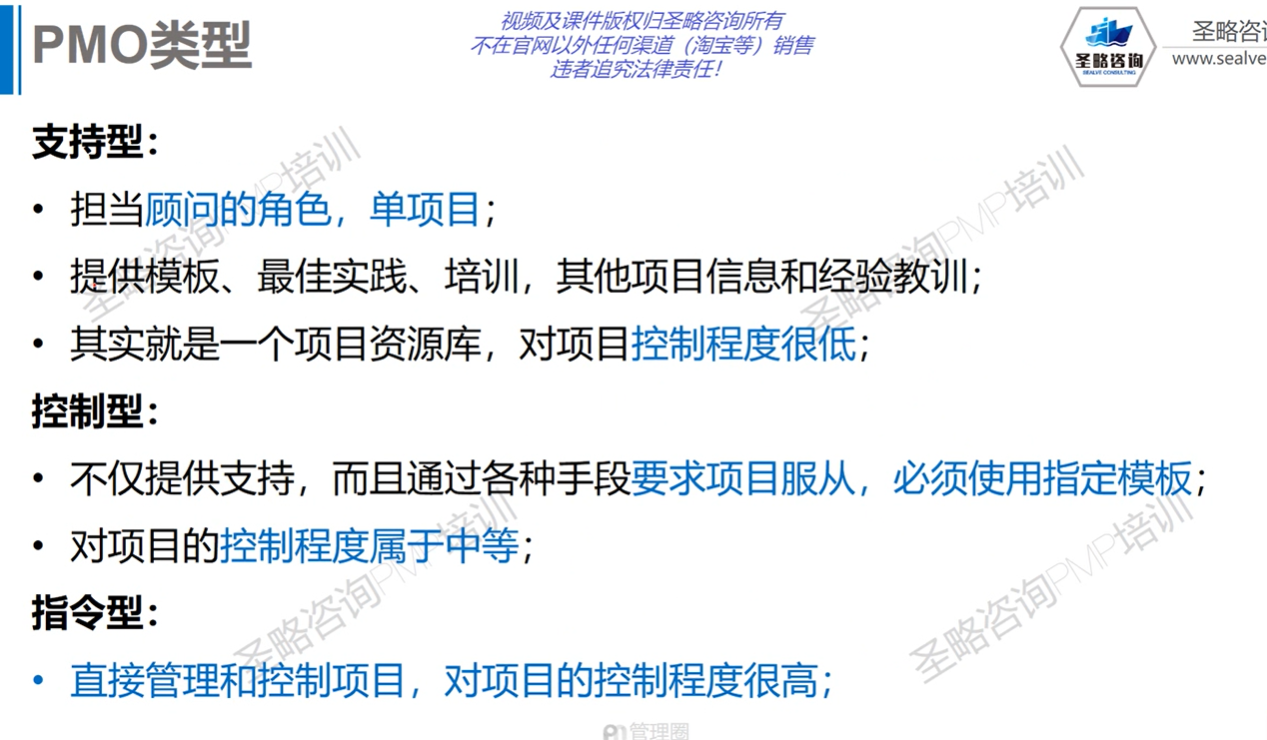 PMO类型
视频及课件版权归圣略咨询所有
不在官网以外任何渠道（淘宝等）销售
违者追究法律责任！
圣略咨询
SEALVE CONSULTING
圣略咨询
www.sealve
支持型：
• 担当顾问的角色，单项目；
• 提供模板、最佳实践、培训，其他项目信息和经验教训；
• 其实就是一个项目资源库，对项目控制程度很低；
控制型：
• 不仅提供支持，而且通过各种手段要求项目服从，必须使用指定模板；
• 对项目的控制程度属于中等；
指令型：
• 直接管理和控制项目，对项目的控制程度很高；
圣略咨询PMP培训
圣略咨询PMP培训
圣略咨询PMP培训
圣略咨询PMP培训
管理圈